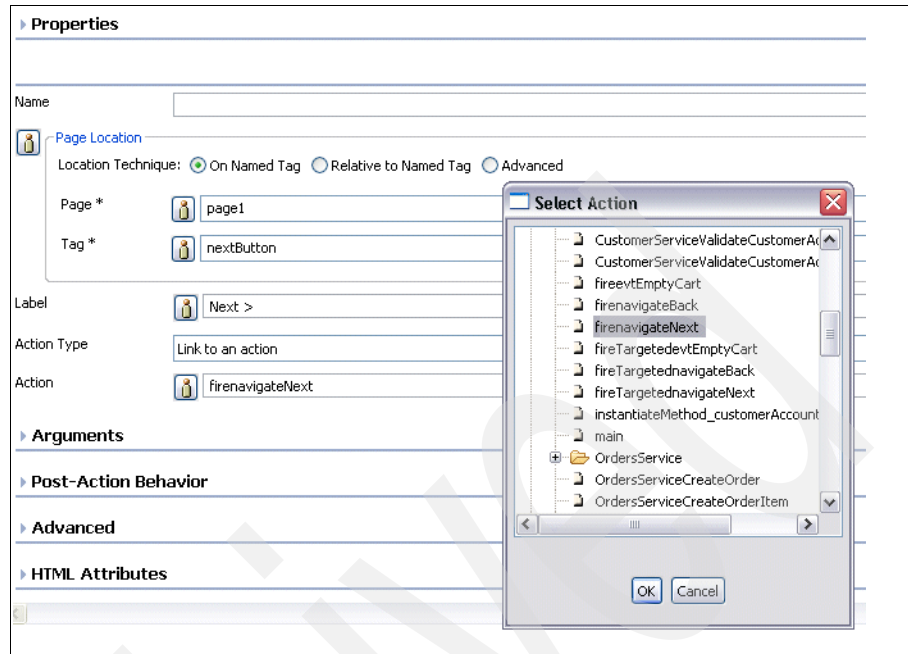 Properties
Name
Page Location
Location Technique: On Named Tag Relative to Named Tag Advanced
Page * page1
Tag * nextButton
Label Next >
Action Type Link to an action
Action firenavigateNext
Arguments
Post-Action Behavior
Advanced
HTML Attributes
Select Action
CustomerServiceValidateCustomerAc
CustomerServiceValidateCustomerAc
fireevtEmptyCart
firenavigateBack
firenavigateNext
fireTargetedevtEmptyCart
fireTargetednavigateBack
fireTargetednavigateNext
instantiateMethod_customerAccount
main
OrdersService
OrdersServiceCreateOrder
OrdersServiceCreateOrderItem
OK Cancel